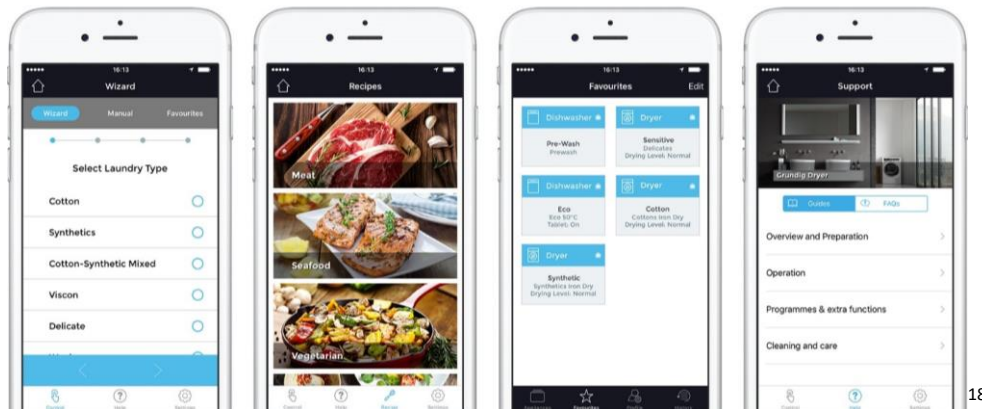 16:13
Wizard
Wizard Manual Favourites
Select Laundry Type
Cotton
Synthetics
Cotton-Synthetic Mixed
Viscon
Delicate
Control Help Settings
16:13
Recipes
Meat
Seafood
Vegetarian
Control Help Recipe Settings
16:13
Favourites Edit
Dishwasher
Pre-Wash
Prewash
Dryer
Sensitive
Delicates
Drying Level: Normal
Dishwasher
Eco
Eco 50°C
Tablet: On
Dryer
Cotton
Cottons Iron Dry
Drying Level: Normal
Dryer
Synthetic
Synthetics Iron Dry
Drying Level: Normal
Appliances Favourites Profile History
16:13
Support
Grundig Dryer
Guides FAQs
Overview and Preparation
Operation
Programmes & extra functions
Cleaning and care
Control Help Settings
18